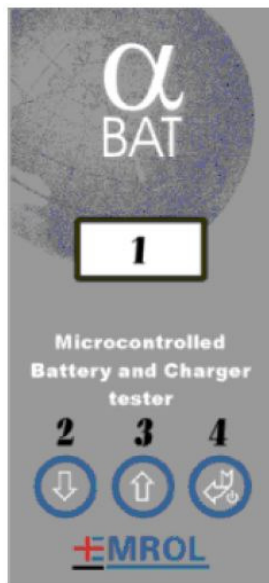 α
BAT
1
Microcontrolled
Battery and Charger
tester
2 3 4
EMROL